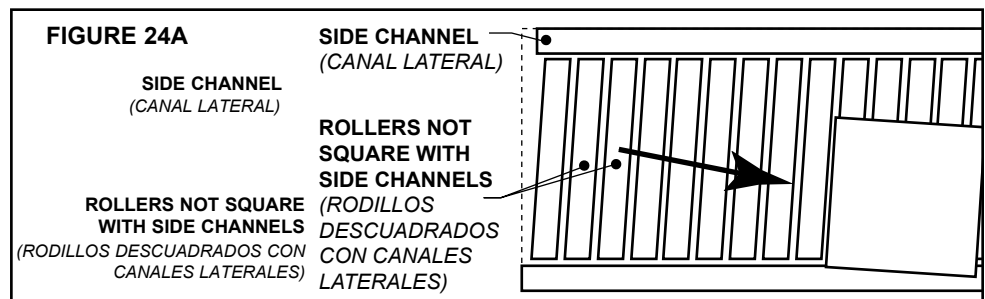 FIGURE 24A
SIDE CHANNEL
(CANAL LATERAL)
ROLLERS NOT SQUARE
WITH SIDE CHANNELS
(RODILLOS DESCUADRADOS CON
CANALES LATERALES)
SIDE CHANNEL
(CANAL LATERAL)
ROLLERS NOT
SQUARE WITH
SIDE CHANNELS
(RODILLOS
DESCUADRADOS
CON CANALES
LATERALES)